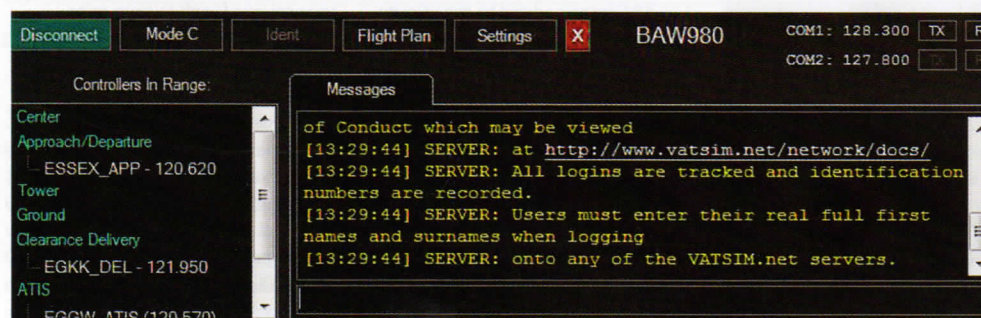 Disconnect Mode C Ident Flight Plan Settings X BAW980 COM1: 128.300 TX R
COM2: 127.800 TX R
Controllers In Range:
Center
Approach/Departure
ESSEX_APP - 120.620
Tower
Ground
Clearance Delivery
EGKK_DEL - 121.950
ATIS
EGGW_ATIS (120.570)
Messages
of Conduct which may be viewed
[13:29:44] SERVER: at http://www.vatsim.net/network/docs/
[13:29:44] SERVER: All logins are tracked and identification
numbers are recorded.
[13:29:44] SERVER: Users must enter their real full first
names and surnames when logging
[13:29:44] SERVER: onto any of the VATSIM.net servers.